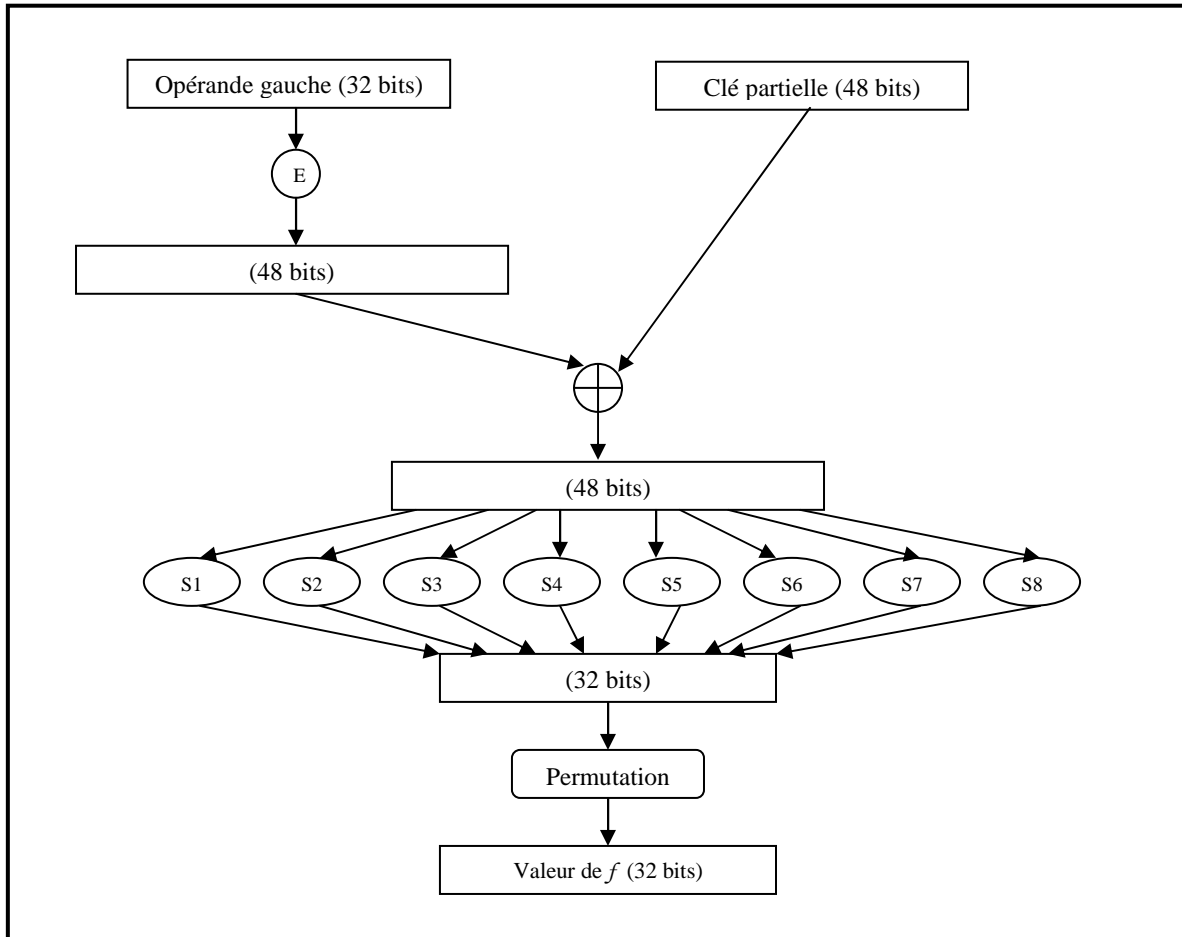 Opérande gauche (32 bits)
Clé partielle (48 bits)
E
(48 bits)
(48 bits)
S1 S2 S3 S4 S5 S6 S7 S8
(32 bits)
Permutation
Valeur de f (32 bits)